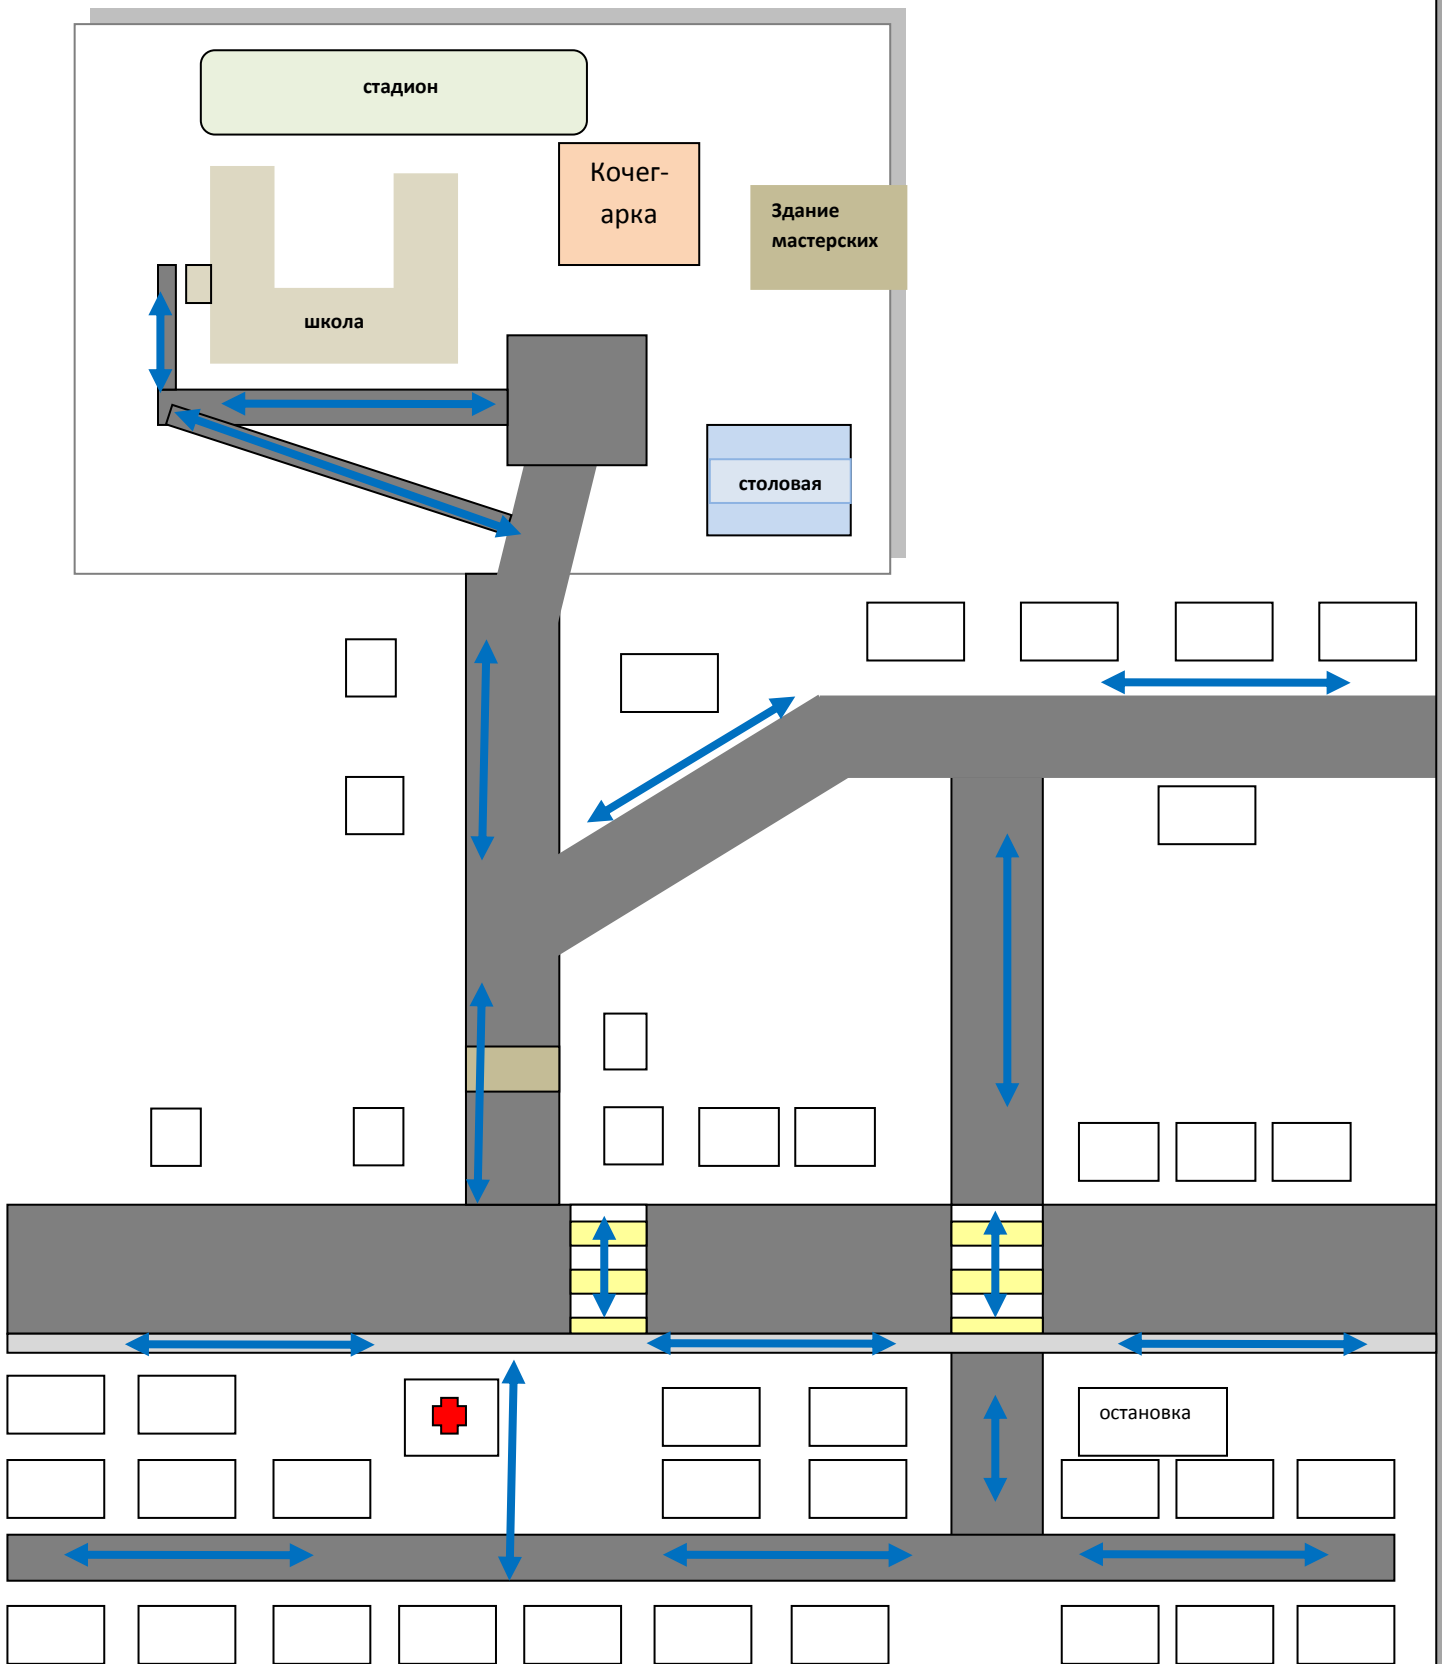 стадион
Кочег-
арка
Здание
мастерских
школа
столовая
остановка